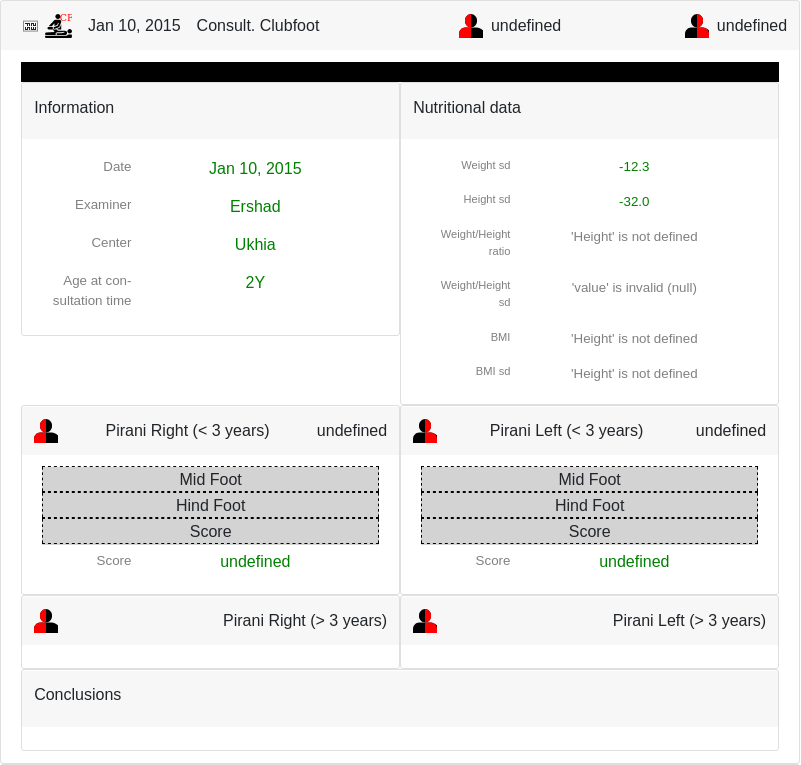 CF Jan 10, 2015 Consult. Clubfoot undefined undefined
Information
Date Jan 10, 2015
Examiner Ershad
Center Ukhia
Age at con-
sultation time 2Y
Nutritional data
Weight sd -12.3
Height sd -32.0
Weight/Height
ratio 'Height' is not defined
Weight/Height
sd 'value' is invalid (null)
BMI 'Height' is not defined
BMI sd 'Height' is not defined
Pirani Right (< 3 years) undefined
Mid Foot
Hind Foot
Score
Score undefined
Pirani Left (< 3 years) undefined
Mid Foot
Hind Foot
Score
Score undefined
Pirani Right (> 3 years)
Pirani Left (> 3 years)
Conclusions